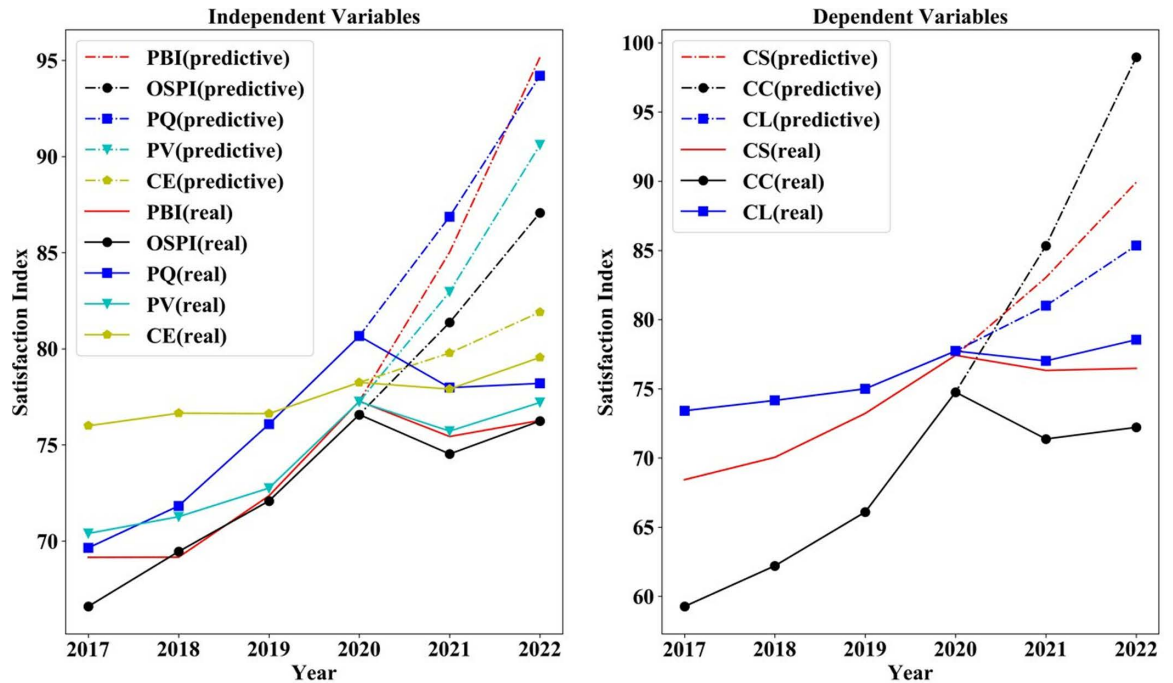 Independent Variables
95
90
85
80
75
70
Satisfaction Index
PBI(predictive)
OSPI(predictive)
PQ(predictive)
PV(predictive)
CE(predictive)
PBI(real)
OSPI(real)
PQ(real)
PV(real)
CE(real)
2017 2018 2019 2020 2021 2022
Year
Dependent Variables
100
95
90
85
80
75
70
65
60
Satisfaction Index
CS(predictive)
CC(predictive)
CL(predictive)
CS(real)
CC(real)
CL(real)
2017 2018 2019 2020 2021 2022
Year